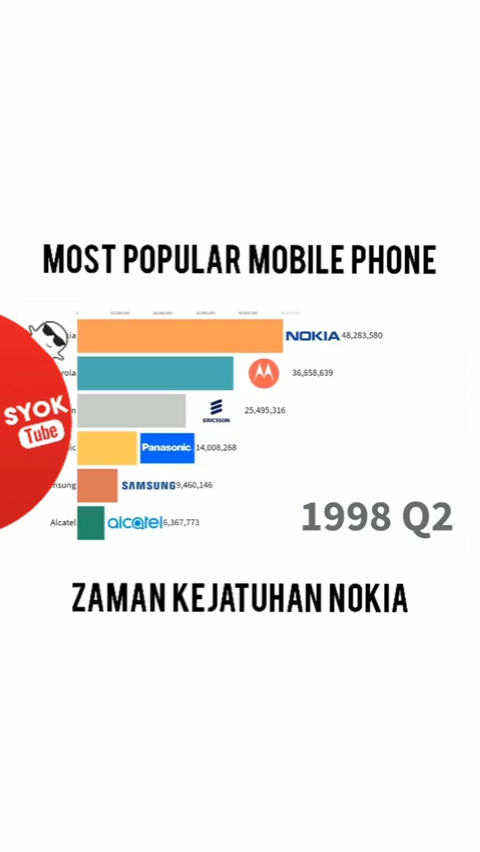 MOST POPULAR MOBILE PHONE
NOKIA 48,283,580
36,658,639
ERICSSON 25,495,316
Panasonic 14,008,268
SAMSUNG 9,460,146
Alcatel alcatel 6,367,773
SYOK
Tube
1998 Q2
ZAMAN KEJATUHAN NOKIA